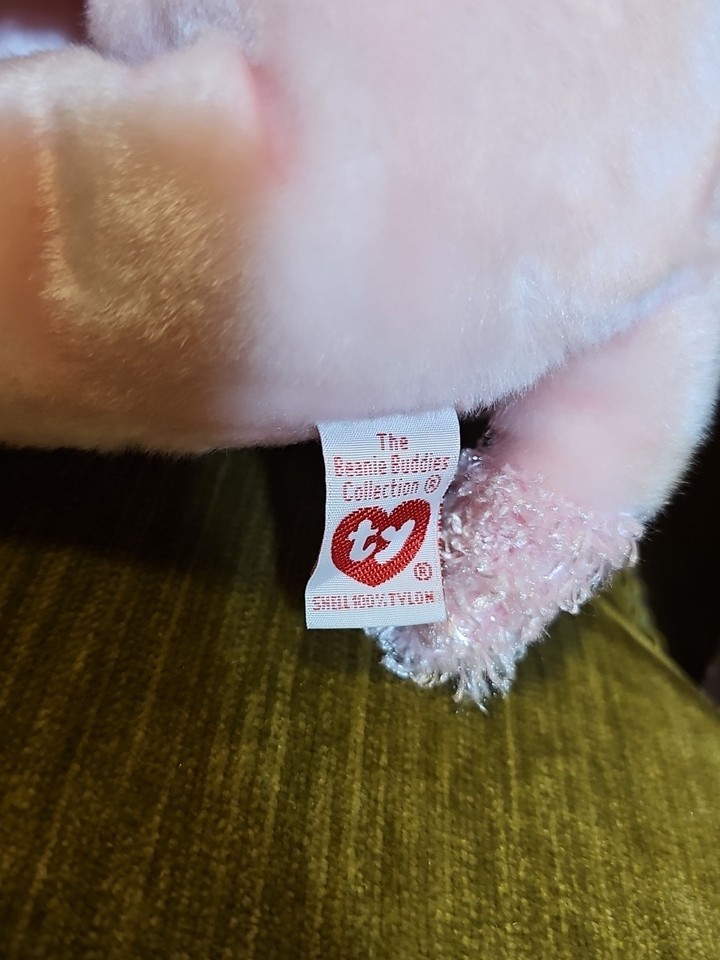 The
Beanie Buddies
Collection ®
ty
®
SHELL100%TYLON